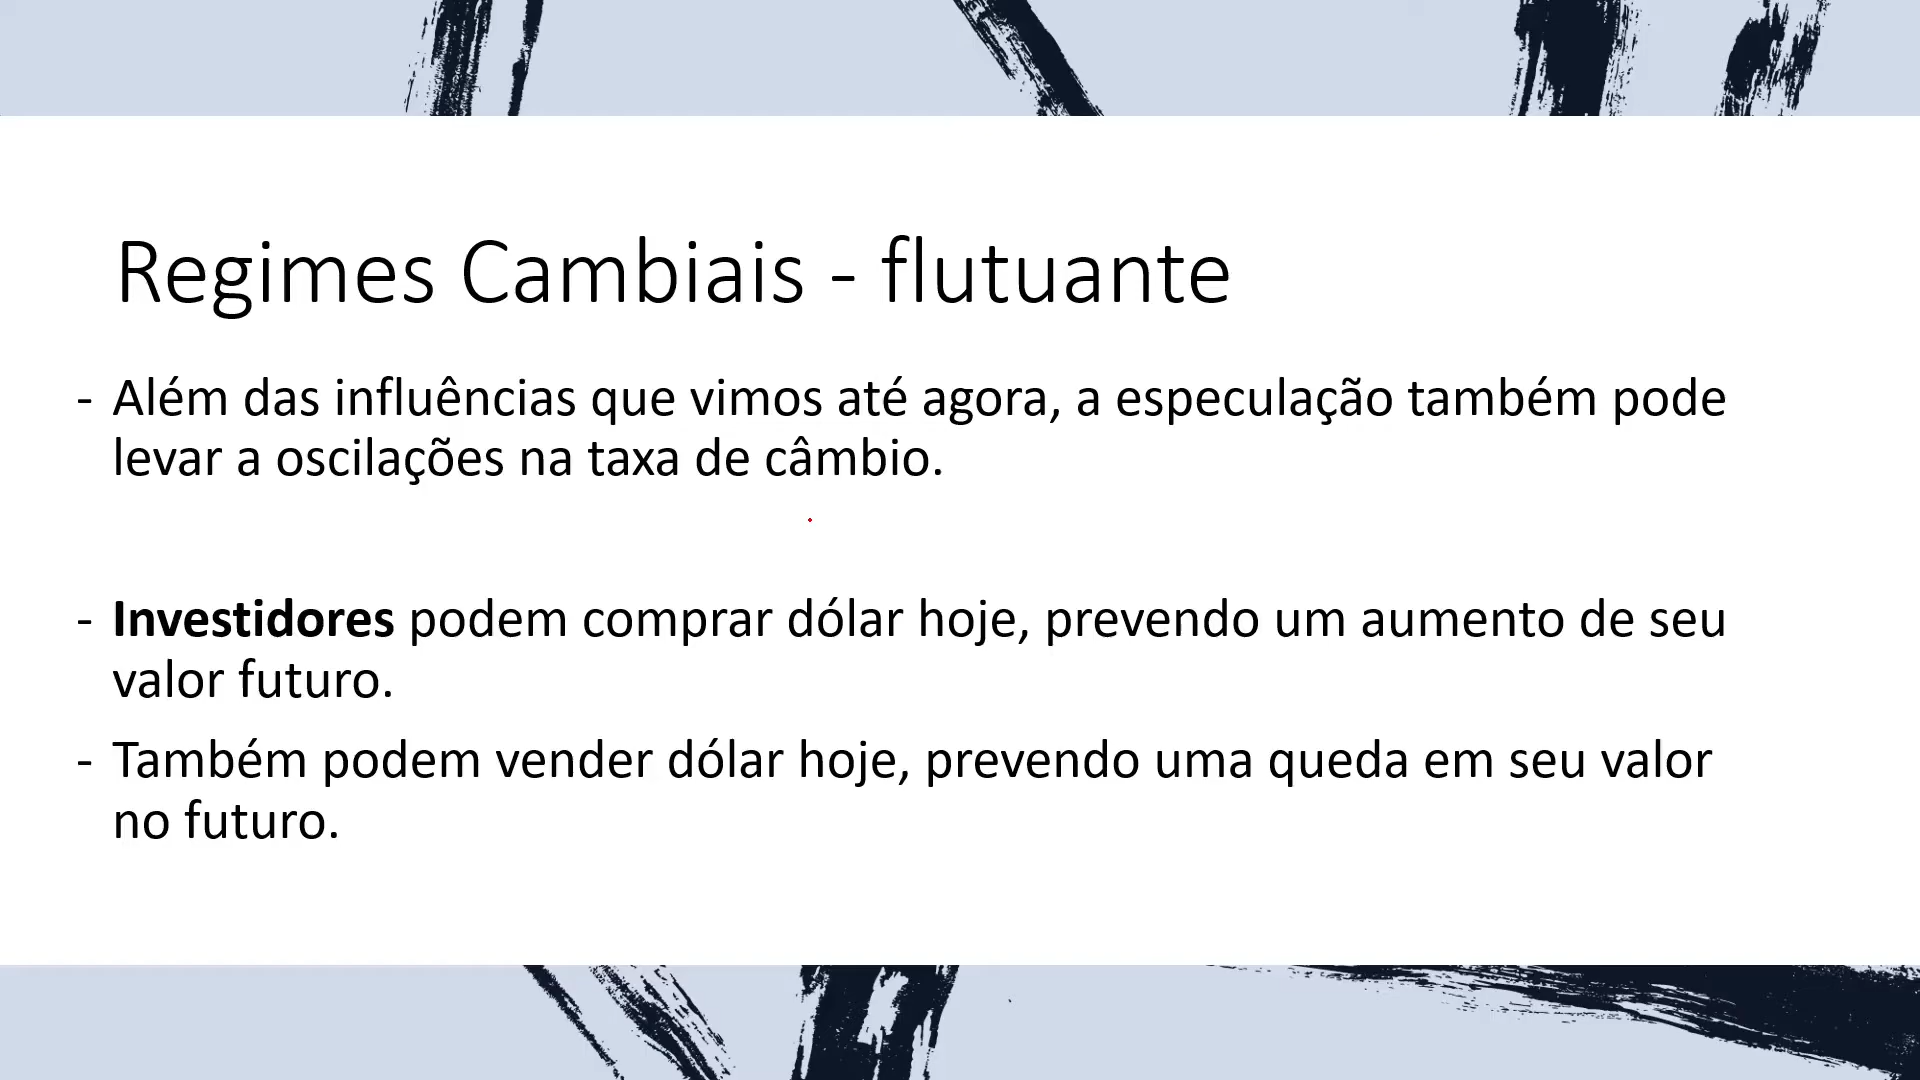 Regimes Cambiais - flutuante
- Além das influências que vimos até agora, a especulação também pode
levar a oscilações na taxa de câmbio.
- Investidores podem comprar dólar hoje, prevendo um aumento de seu
valor futuro.
- Também podem vender dólar hoje, prevendo uma queda em seu valor
no futuro.